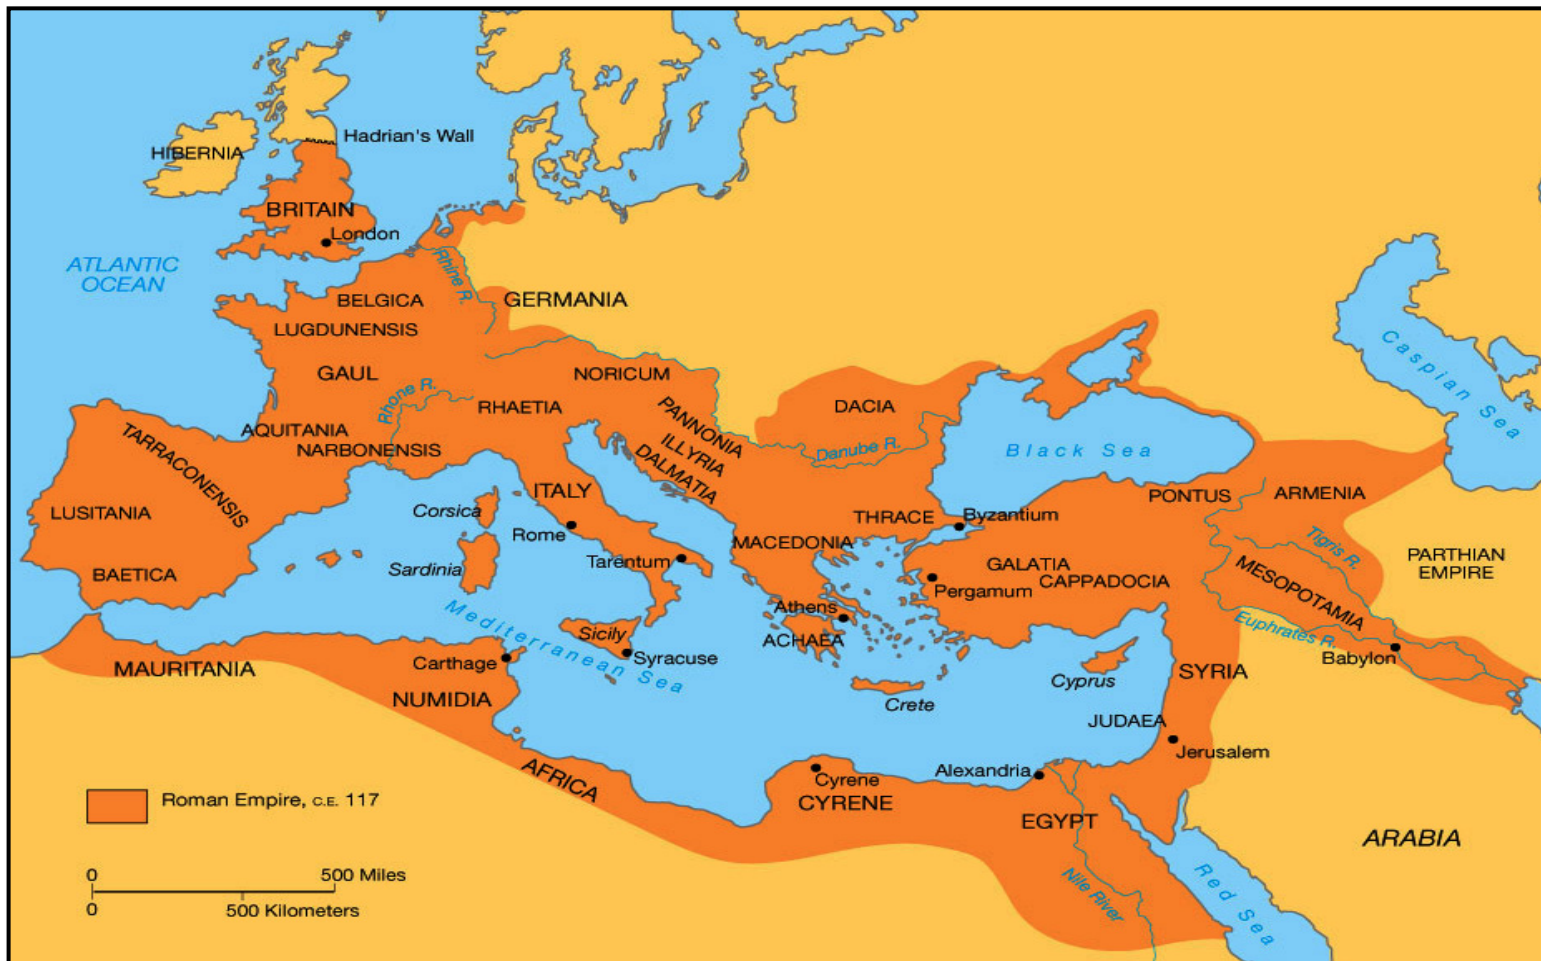 Hadrian's Wall
HIBERNIA
BRITAIN
London
ATLANTIC
OCEAN
Rhine R.
BELGICA
GERMANIA
LUGDUNENSIS
GAUL
NORICUM
Rhone R.
RHAETIA
DACIA
Caspian Sea
AQUITANIA
NARBONENSIS
PANNONIA
ILLYRIA
DALMATIA
Danube R.
Black Sea
TARRACONENSIS
LUSITANIA
ITALY
PONTUS
ARMENIA
Corsica
Rome
THRACE
Byzantium
MACEDONIA
Tigris R.
PARTHIAN
EMPIRE
Sardinia
Tarentum
BAETICA
GALATIA
CAPPADOCIA
Pergamum
MESOPOTAMIA
Athens
ACHAEA
Euphrates R.
Mediterranean Sea
Sicily
Syracuse
Babylon
MAURITANIA
Carthage
NUMIDIA
Cyprus
SYRIA
Crete
JUDAEA
Jerusalem
AFRICA
Cyrene
CYRENE
Alexandria
EGYPT
Nile River
Red Sea
ARABIA
Roman Empire, C.E. 117
0 500 Miles
0 500 Kilometers